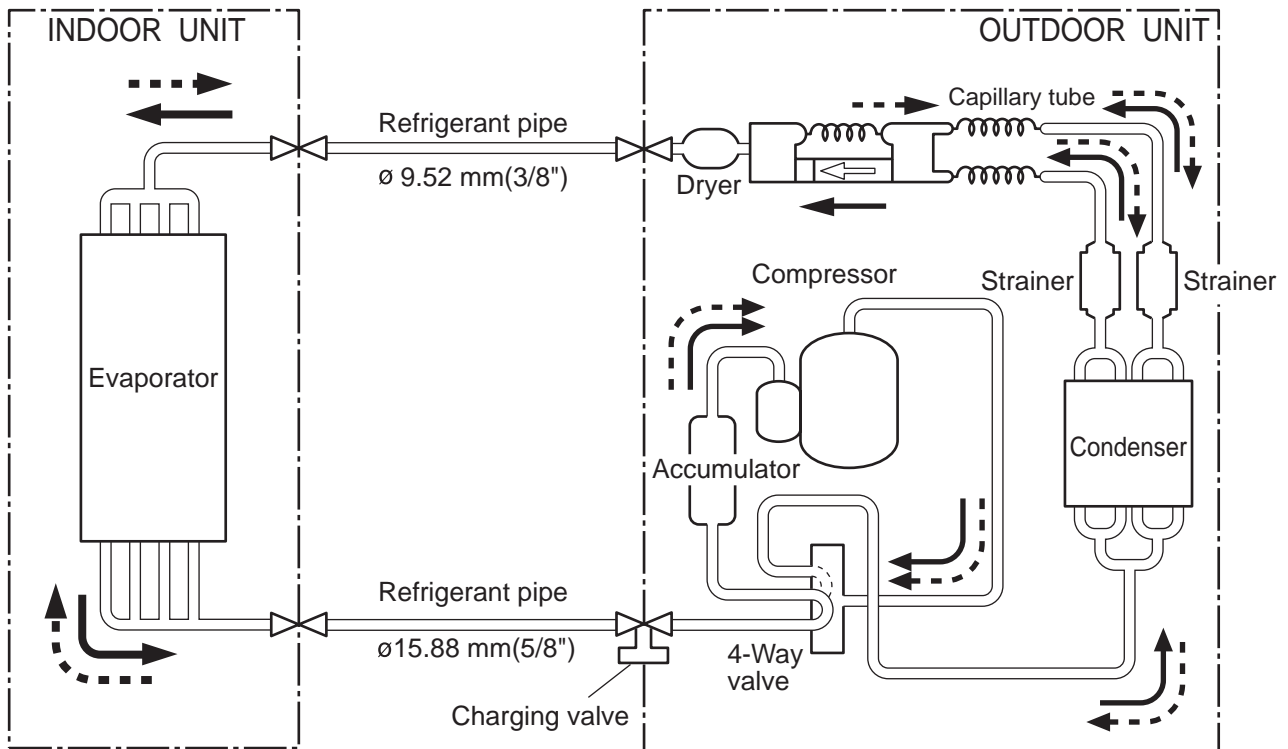 INDOOR UNIT
OUTDOOR UNIT
Refrigerant pipe
ø 9.52 mm(3/8")
Capillary tube
Dryer
Compressor
Strainer
Strainer
Evaporator
Condenser
Accumulator
Refrigerant pipe
ø15.88 mm(5/8")
4-Way
valve
Charging valve